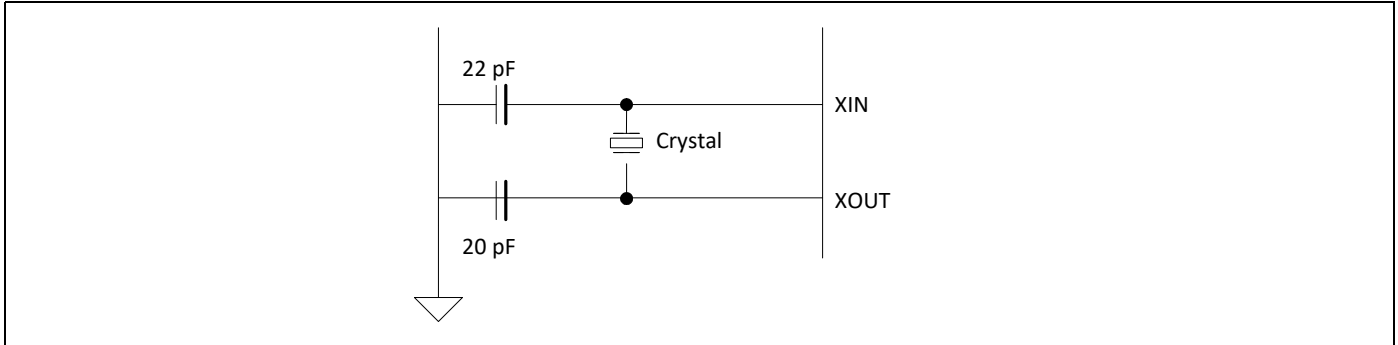 22 pF
XIN
Crystal
XOUT
20 pF